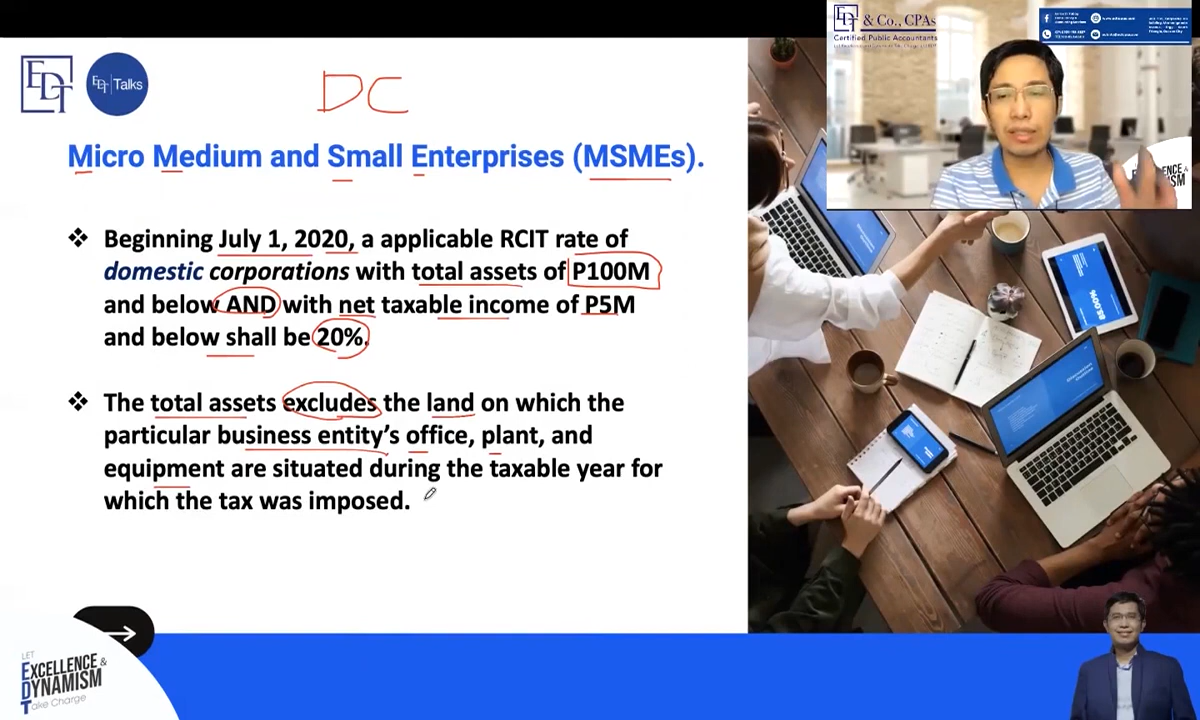 EDT & Co., CPAs
Certified Public Accountants
EDT
EDT Talks
DC
Micro Medium and Small Enterprises (MSMEs).
❖ Beginning July 1, 2020, a applicable RCIT rate of
domestic corporations with total assets of P100M
and below AND with net taxable income of P5M
and below shall be 20%.
❖ The total assets excludes the land on which the
particular business entity's office, plant, and
equipment are situated during the taxable year for
which the tax was imposed.
LET
EXCELLENCE &
DYNAMISM
Take Charge